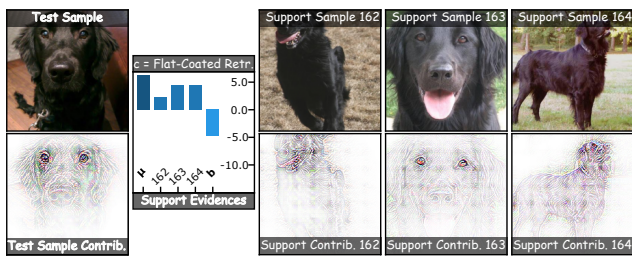 Test Sample
c = Flat-Coated Retr.
5.0
0.0
-5.0
-10.0
μ
162
163
164
b
Support Evidences
Support Sample 162
Support Sample 163
Support Sample 164
Test Sample Contrib.
Support Contrib. 162
Support Contrib. 163
Support Contrib. 164